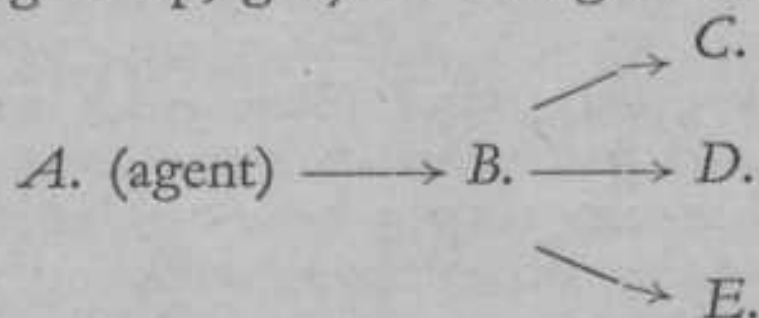 C.
A. (agent) → B. → D.
E.